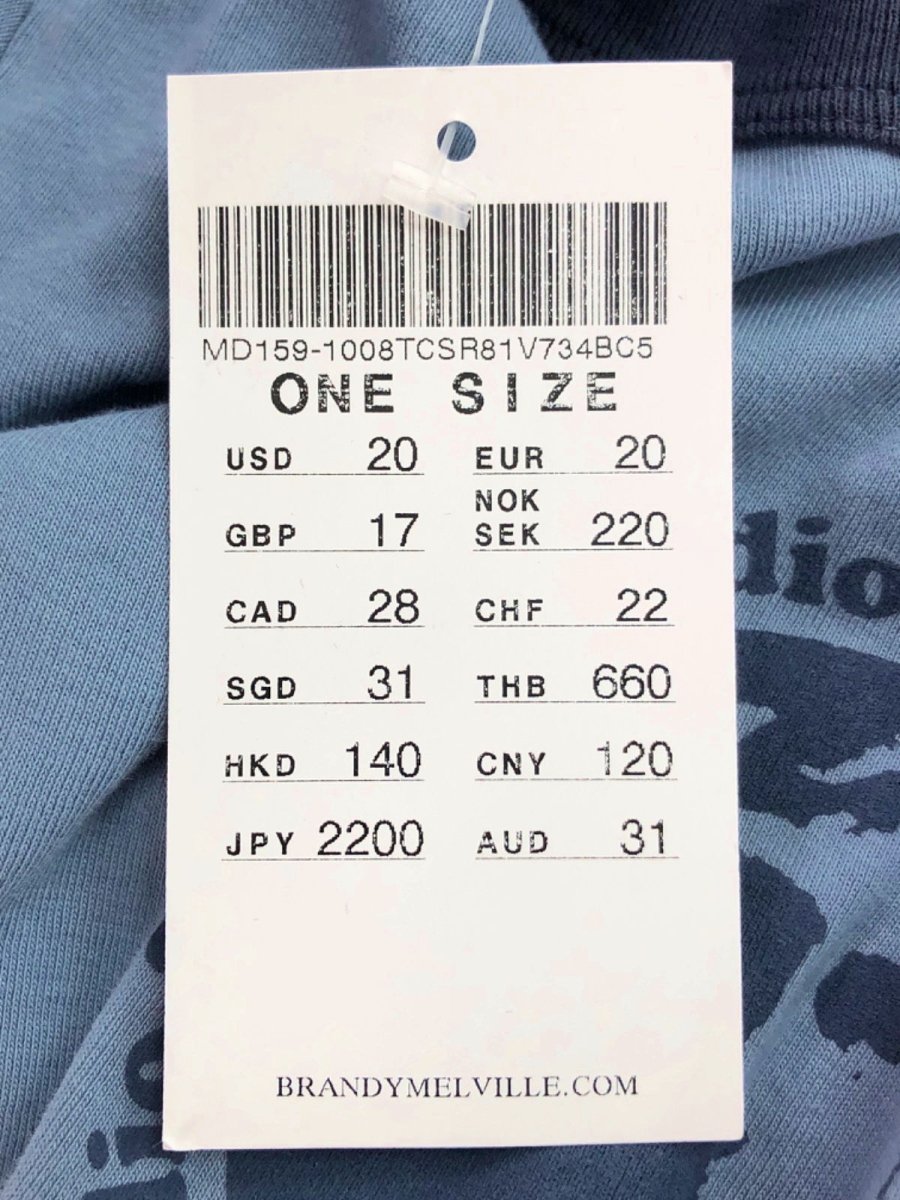 MD159-1008TCSR81V734BC5
ONE SIZE
USD 20 EUR 20
NOK
GBP 17 SEK 220
CAD 28 CHF 22
SGD 31 THB 660
HKD 140 CNY 120
JPY 2200 AUD 31
dio
BRANDYMELVILLE.COM